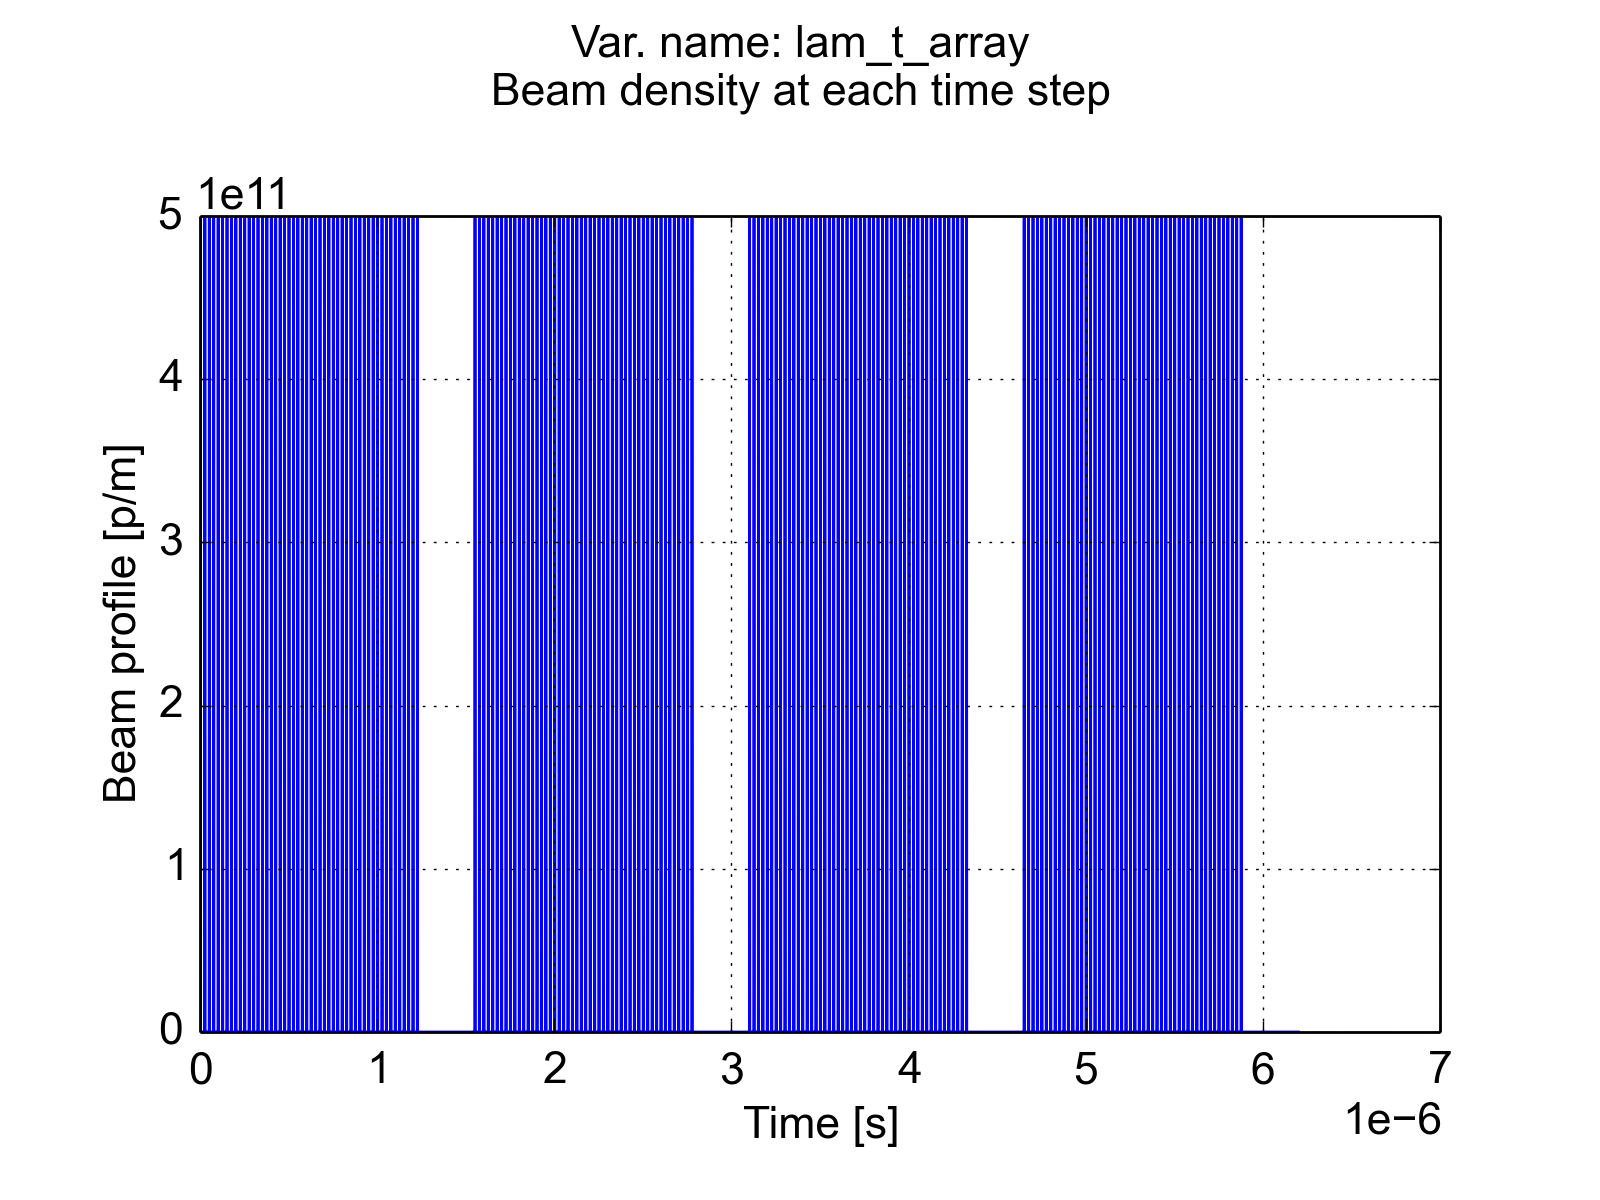 Var. name: lam_t_array
Beam density at each time step
1e11
5
4
3
2
1
0
Beam profile [p/m]
0 1 2 3 4 5 6 7
Time [s]
1e−6